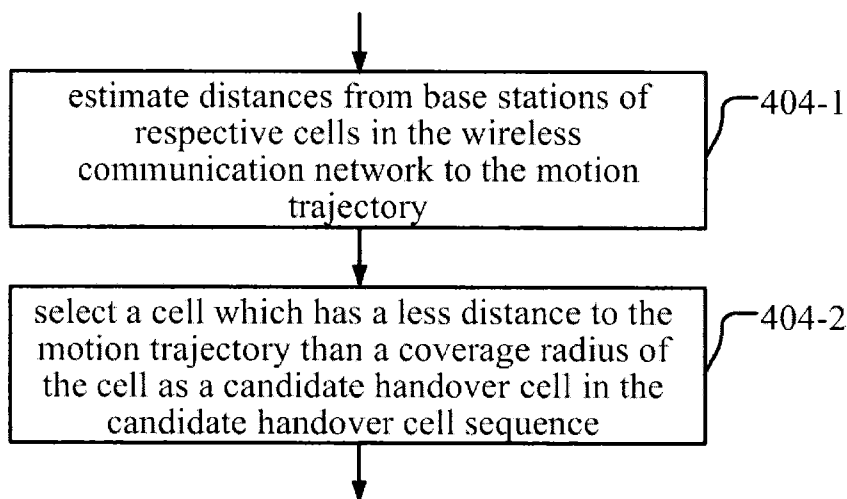 estimate distances from base stations of
respective cells in the wireless
communication network to the motion
trajectory
404-1
select a cell which has a less distance to the
motion trajectory than a coverage radius of
the cell as a candidate handover cell in the
candidate handover cell sequence
404-2